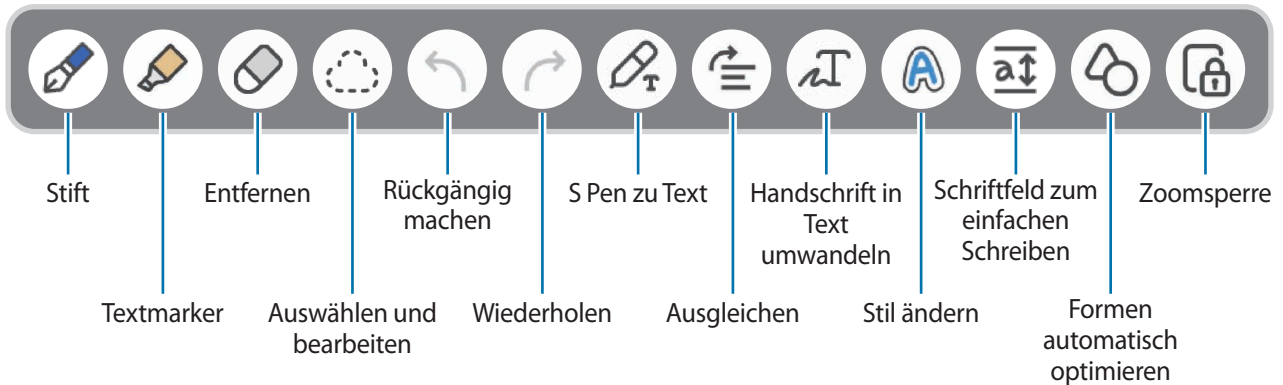 T
T
A
a
Stift
Entfernen
Rückgängig
machen
S Pen zu Text
Handschrift in
Text
umwandeln
Schriftfeld zum
einfachen
Schreiben
Zoomsperre
Textmarker
Auswählen und
bearbeiten
Wiederholen
Ausgleichen
Stil ändern
Formen
automatisch
optimieren